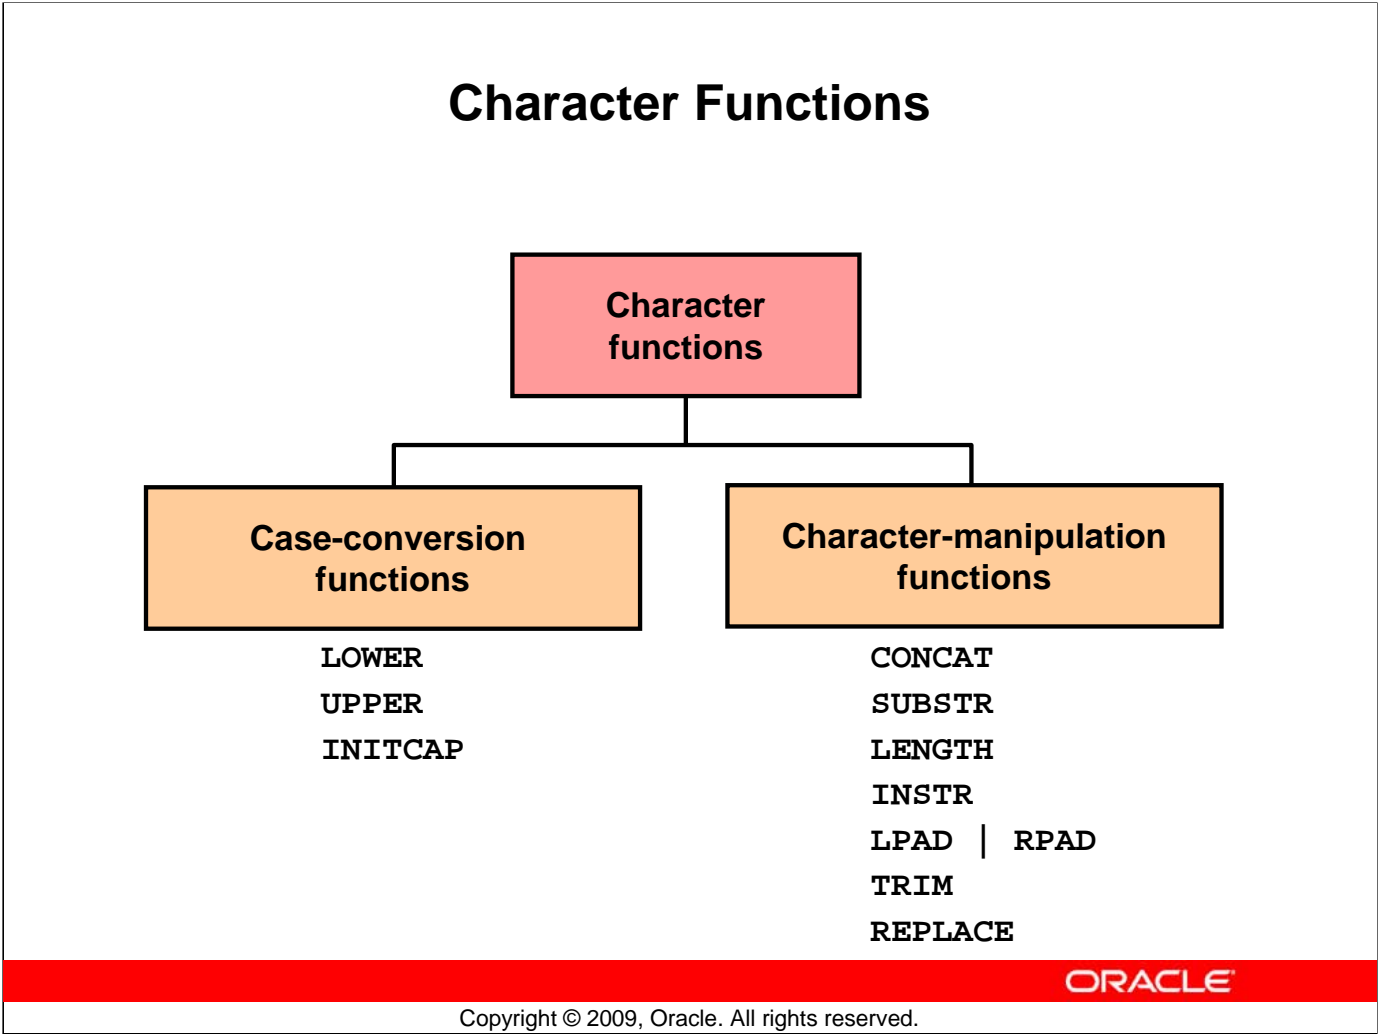 Character Functions
Character
functions
Case-conversion
functions
LOWER
UPPER
INITCAP
Character-manipulation
functions
CONCAT
SUBSTR
LENGTH
INSTR
LPAD | RPAD
TRIM
REPLACE
ORACLE
Copyright © 2009, Oracle. All rights reserved.